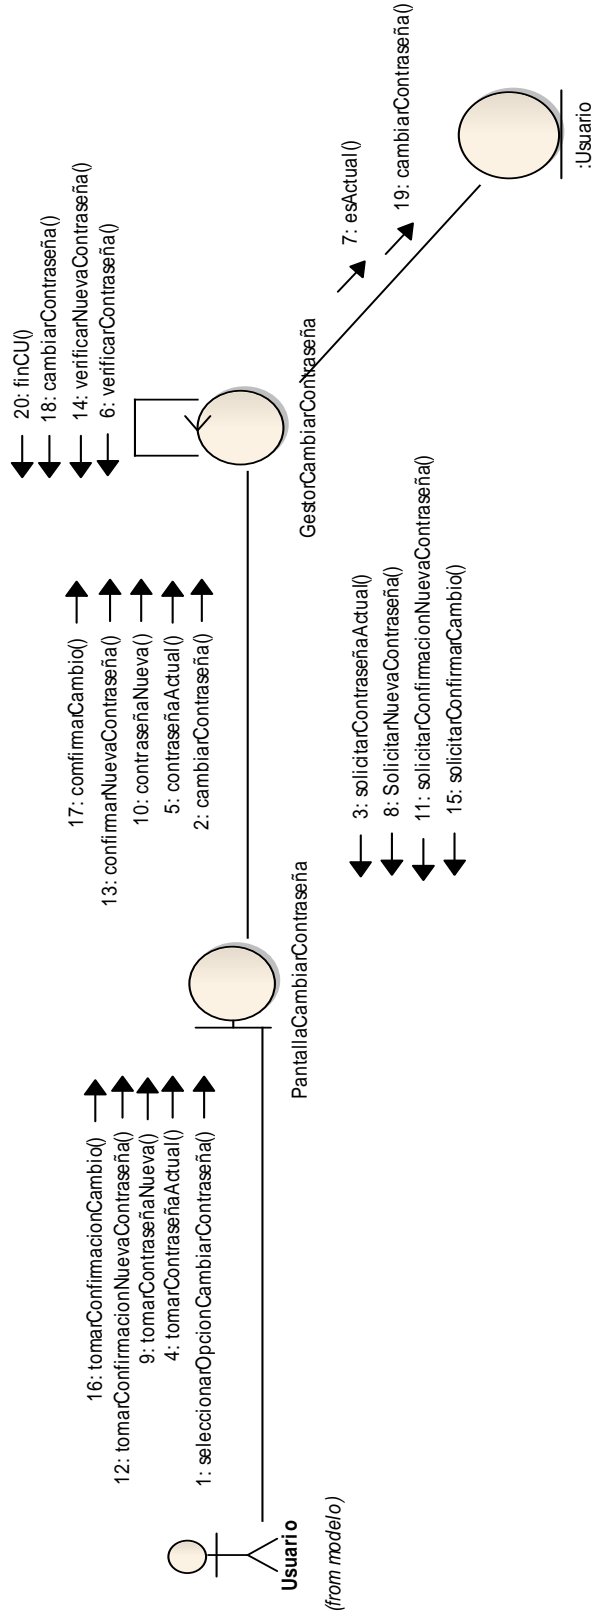 16: tomarConfirmacionCambio()
12: tomarConfirmacionNuevaContraseña()
9: tomarContraseñaNueva()
4: tomarContraseñaActual()
1: seleccionarOpcionCambiarContraseña()
Usuario
(from modelo)
17: comfirmarCambio()
13: confirmarNuevaContraseña()
10: contraseñaNueva()
5: contraseñaActual()
2: cambiarContraseña()
PantallaCambiarContraseña
3: solicitarContraseñaActual()
8: SolicitarNuevaContraseña()
11: solicitarConfirmacionNuevaContraseña()
15: solicitarConfirmarCambio()
20: finCU()
18: cambiarContraseña()
14: verificarNuevaContraseña()
6: verificarContraseña()
GestorCambiarContraseña
7: esActual()
19: cambiarContraseña()
:Usuario